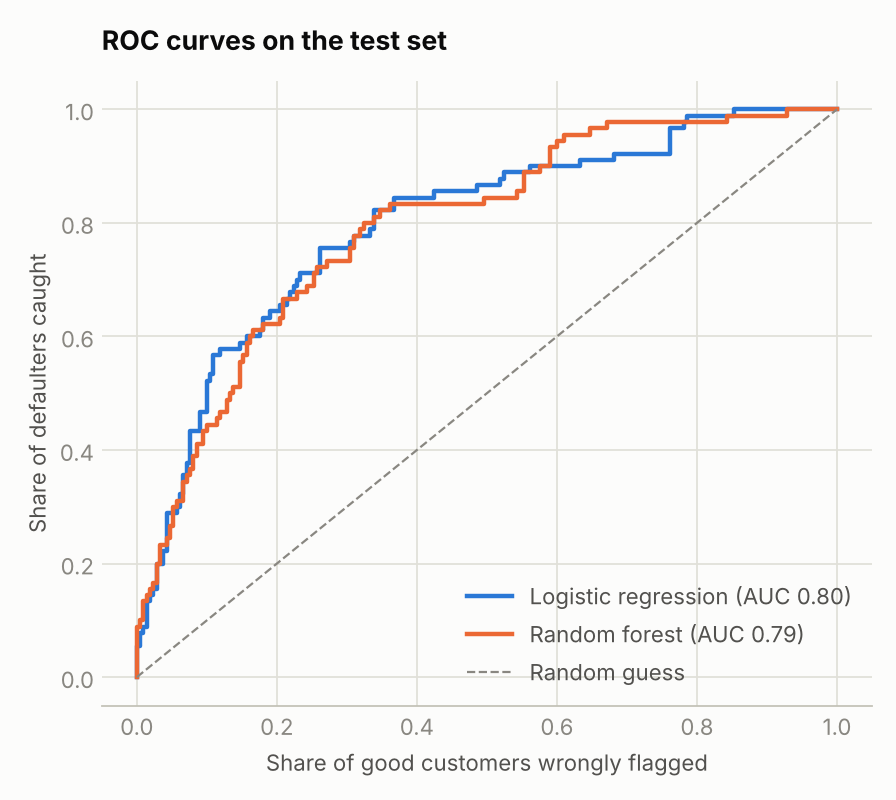 ROC curves on the test set
Share of defaulters caught
1.0
0.8
0.6
0.4
0.2
0.0
Logistic regression (AUC 0.80)
Random forest (AUC 0.79)
Random guess
0.0 0.2 0.4 0.6 0.8 1.0
Share of good customers wrongly flagged